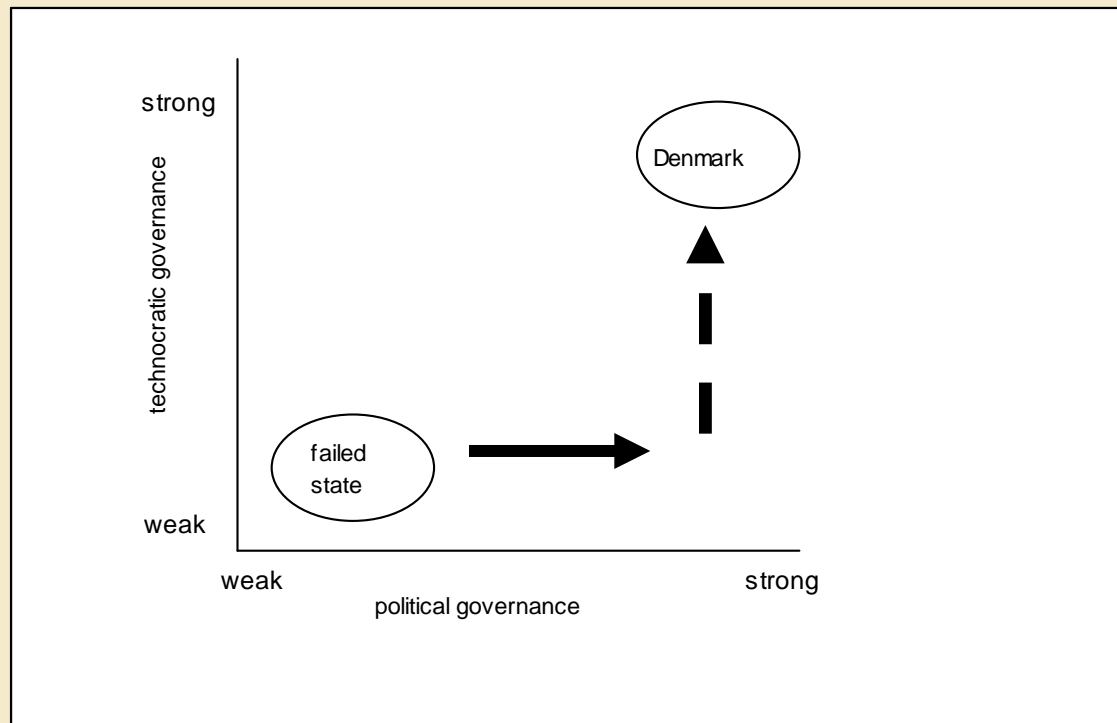 strong
technocratic governance
Denmark
failed
state
weak
weak
strong
political governance